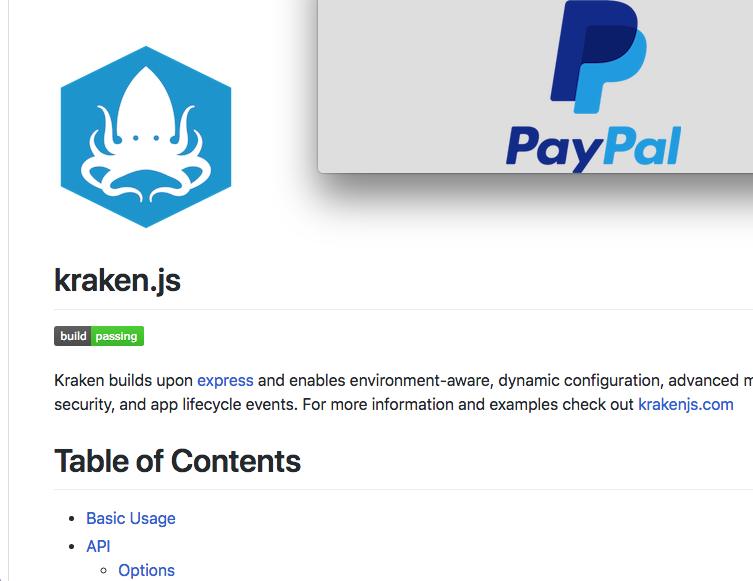 PayPal
kraken.js
build passing
Kraken builds upon express and enables environment-aware, dynamic configuration, advanced
security, and app lifecycle events. For more information and examples check out krakenjs.com
Table of Contents
Basic Usage
API
Options